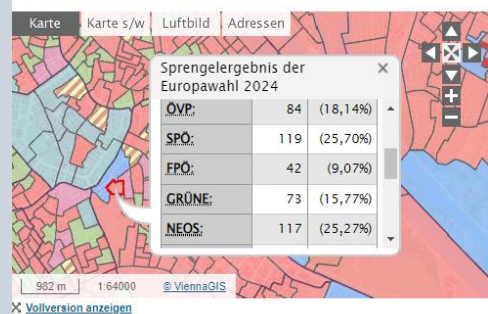 Karte Karte s/w Luftbild Adressen
Sprengelergebnis der
Europawahl 2024
ÖVP: 84 (18,14%)
SPÖ: 119 (25,70%)
FPÖ: 42 (9,07%)
GRÜNE: 73 (15,77%)
NEOS: 117 (25,27%)
982 m 1:64000 © ViennaGIS
Vollversion anzeigen